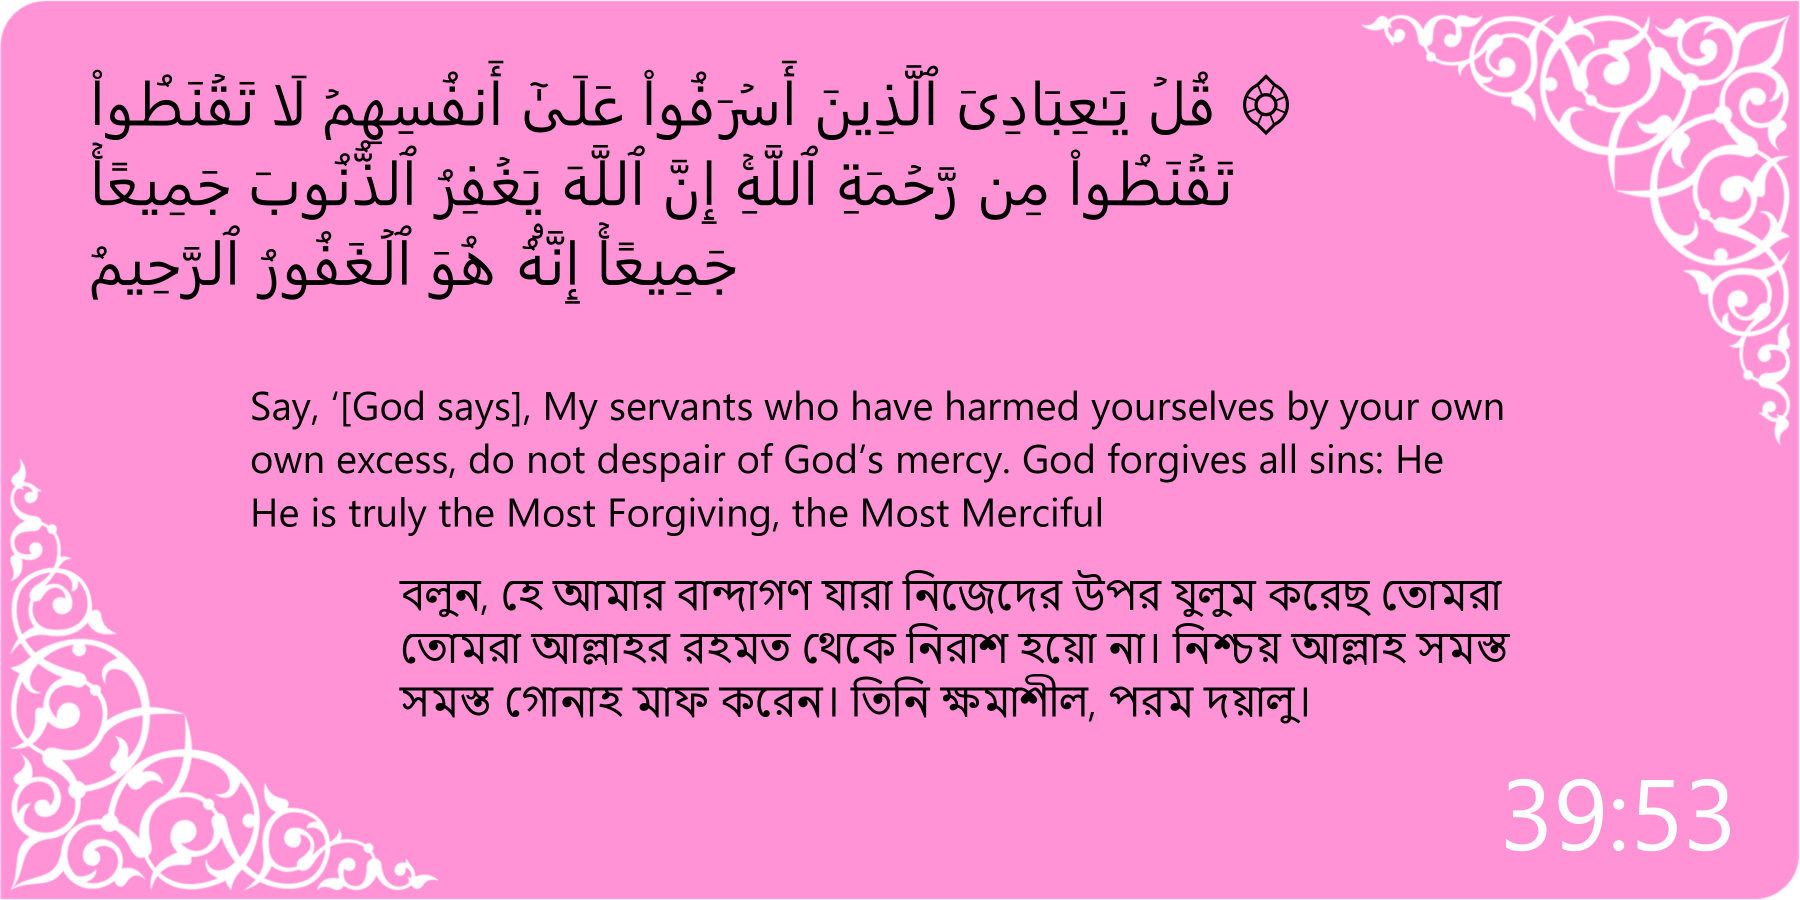 ۞ قُلۡ يَـٰعِبَادِىَ ٱلَّذِينَ أَسۡرَفُوا۟ عَلَىٰٓ أَنفُسِهِمۡ لَا تَقۡنَطُوا۟
تَقۡنَطُوا۟ مِن رَّحۡمَةِ ٱللَّهِۚ إِنَّ ٱللَّهَ يَغۡفِرُ ٱلذُّنُوبَ جَمِيعًاۚ
جَمِيعًاۚ إِنَّهُۥ هُوَ ٱلۡغَفُورُ ٱلرَّحِيمُ
Say, ‘[God says], My servants who have harmed yourselves by your own
own excess, do not despair of God’s mercy. God forgives all sins: He
He is truly the Most Forgiving, the Most Merciful
বলুন, হে আমার বান্দাগণ যারা নিজেদের উপর যুলুম করেছ তোমরা
তোমরা আল্লাহর রহমত থেকে নিরাশ হয়ো না। নিশ্চয় আল্লাহ সমস্ত
সমস্ত গোনাহ মাফ করেন। তিনি ক্ষমাশীল, পরম দয়ালু।
39:53